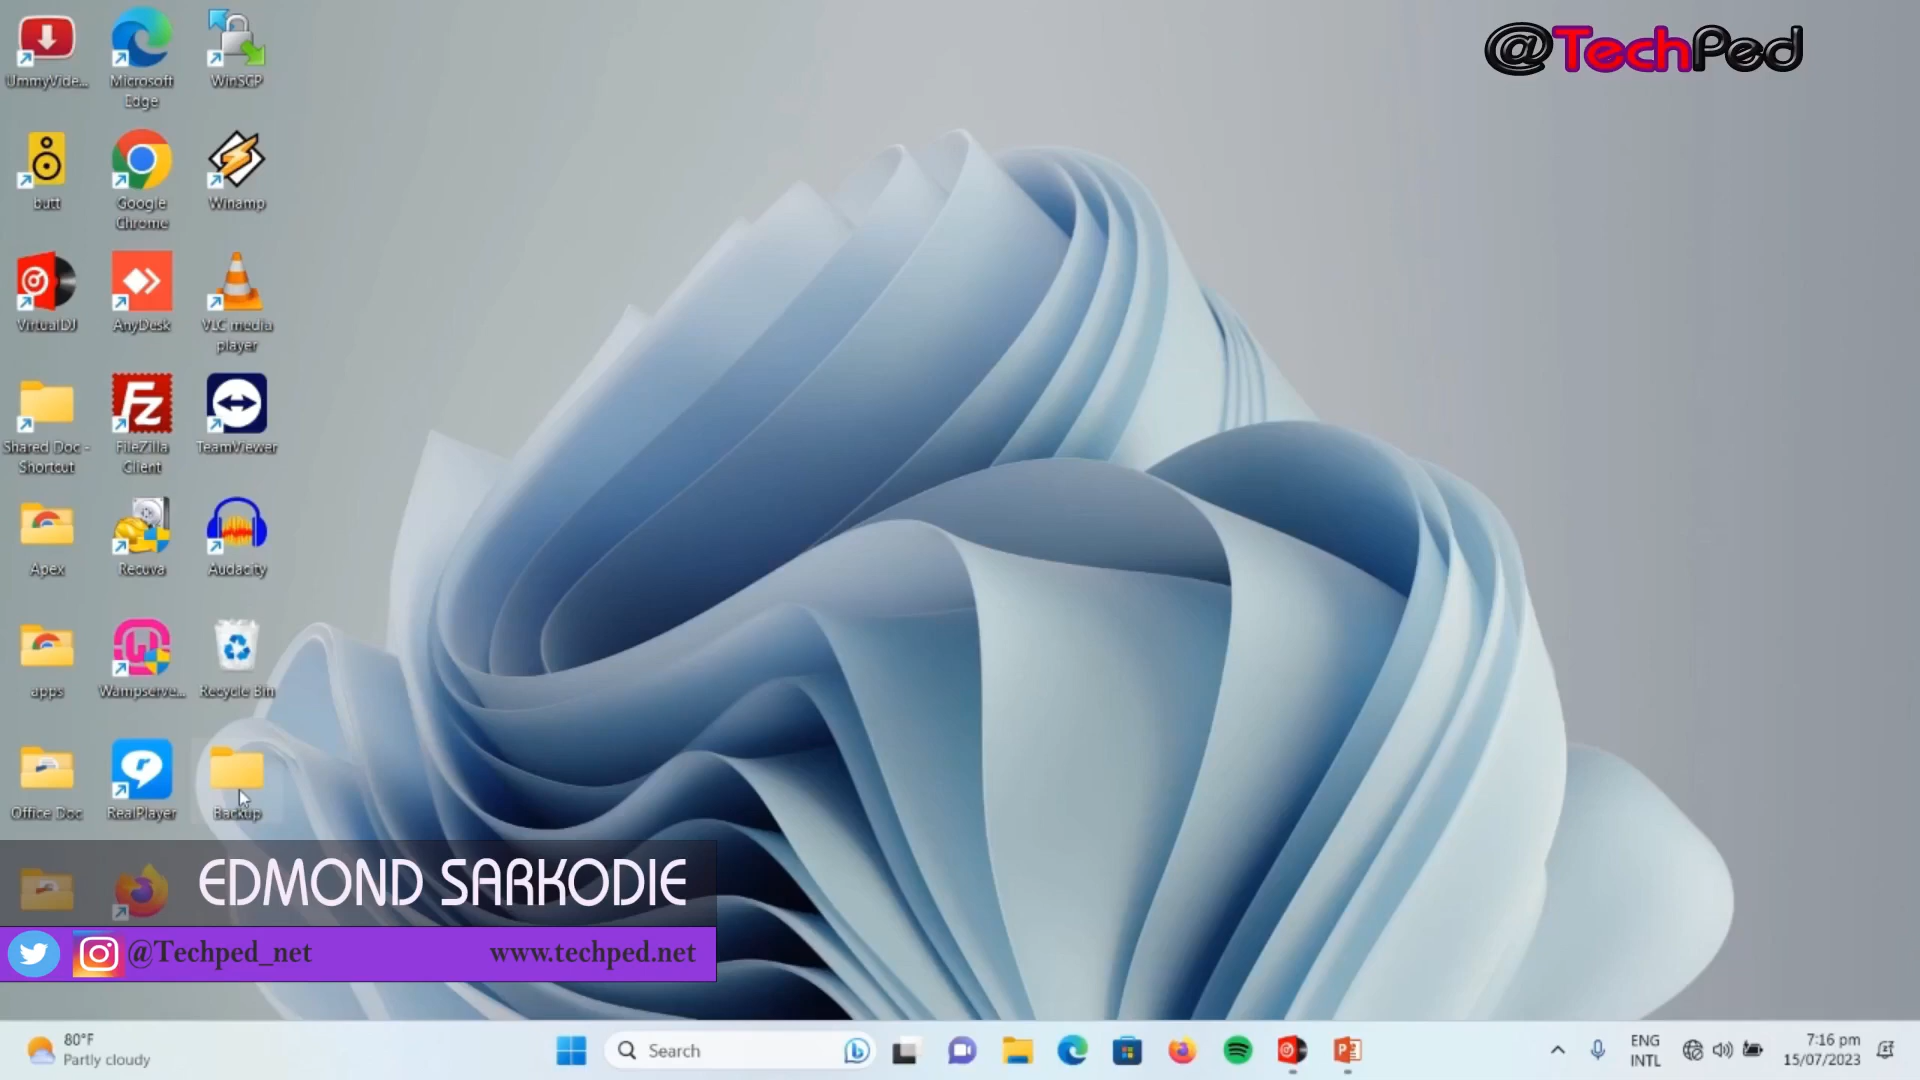 @TechPed
UmmyVide...
Microsoft
Edge
WinSCP
butt
Google
Chrome
Winamp
VirtualDJ
AnyDesk
VLC media
player
Shared Doc -
Shortcut
FileZilla
Client
TeamViewer
Apex
Recuva
Audacity
apps
Wampserve...
Recycle Bin
Office Doc
RealPlayer
Backup
EDMOND SARKODIE
@Techped_net
www.techped.net
80°F
Partly cloudy
Search
ENG
INTL
7:16 pm
15/07/2023